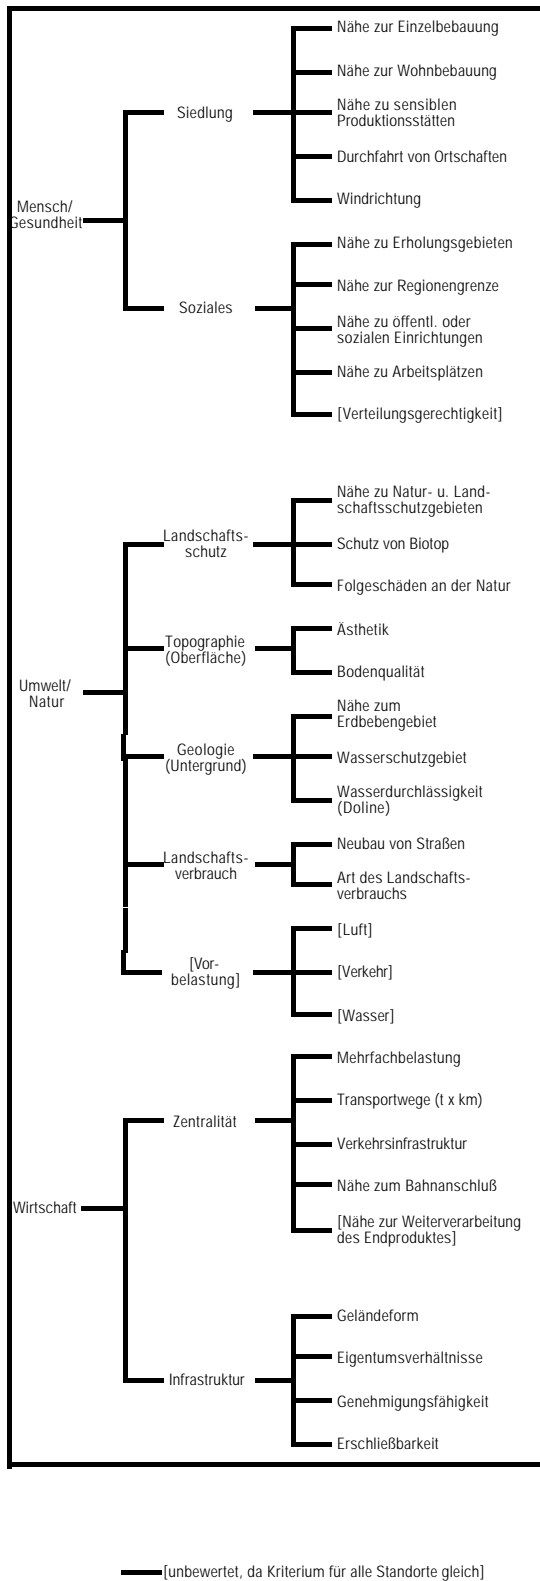 Mensch/
Gesundheit
Siedlung
Nähe zur Einzelbebauung
Nähe zur Wohnbebauung
Nähe zu sensiblen
Produktionsstätten
Durchfahrt von Ortschaften
Windrichtung
Soziales
Nähe zu Erholungsgebieten
Nähe zur Regionengrenze
Nähe zu öffentl. oder
sozialen Einrichtungen
Nähe zu Arbeitsplätzen
[Verteilungsgerechtigkeit]
Umwelt/
Natur
Landschafts-
schutz
Nähe zu Natur- u. Land-
schaftsschutzgebieten
Schutz von Biotop
Folgeschäden an der Natur
Topographie
(Oberfläche)
Ästhetik
Bodenqualität
Geologie
(Untergrund)
Nähe zum
Erdbebengebiet
Wasserschutzgebiet
Wasserdurchlässigkeit
(Doline)
Landschafts-
verbrauch
Neubau von Straßen
Art des Landschafts-
verbrauchs
[Vor-
belastung]
[Luft]
[Verkehr]
[Wasser]
Wirtschaft
Zentralität
Mehrfachbelastung
Transportwege (t x km)
Verkehrsinfrastruktur
Nähe zum Bahnanschluß
[Nähe zur Weiterverarbeitung
des Endproduktes]
Infrastruktur
Geländeform
Eigentumsverhältnisse
Genehmigungsfähigkeit
Erschließbarkeit
[unbewertet, da Kriterium für alle Standorte gleich]